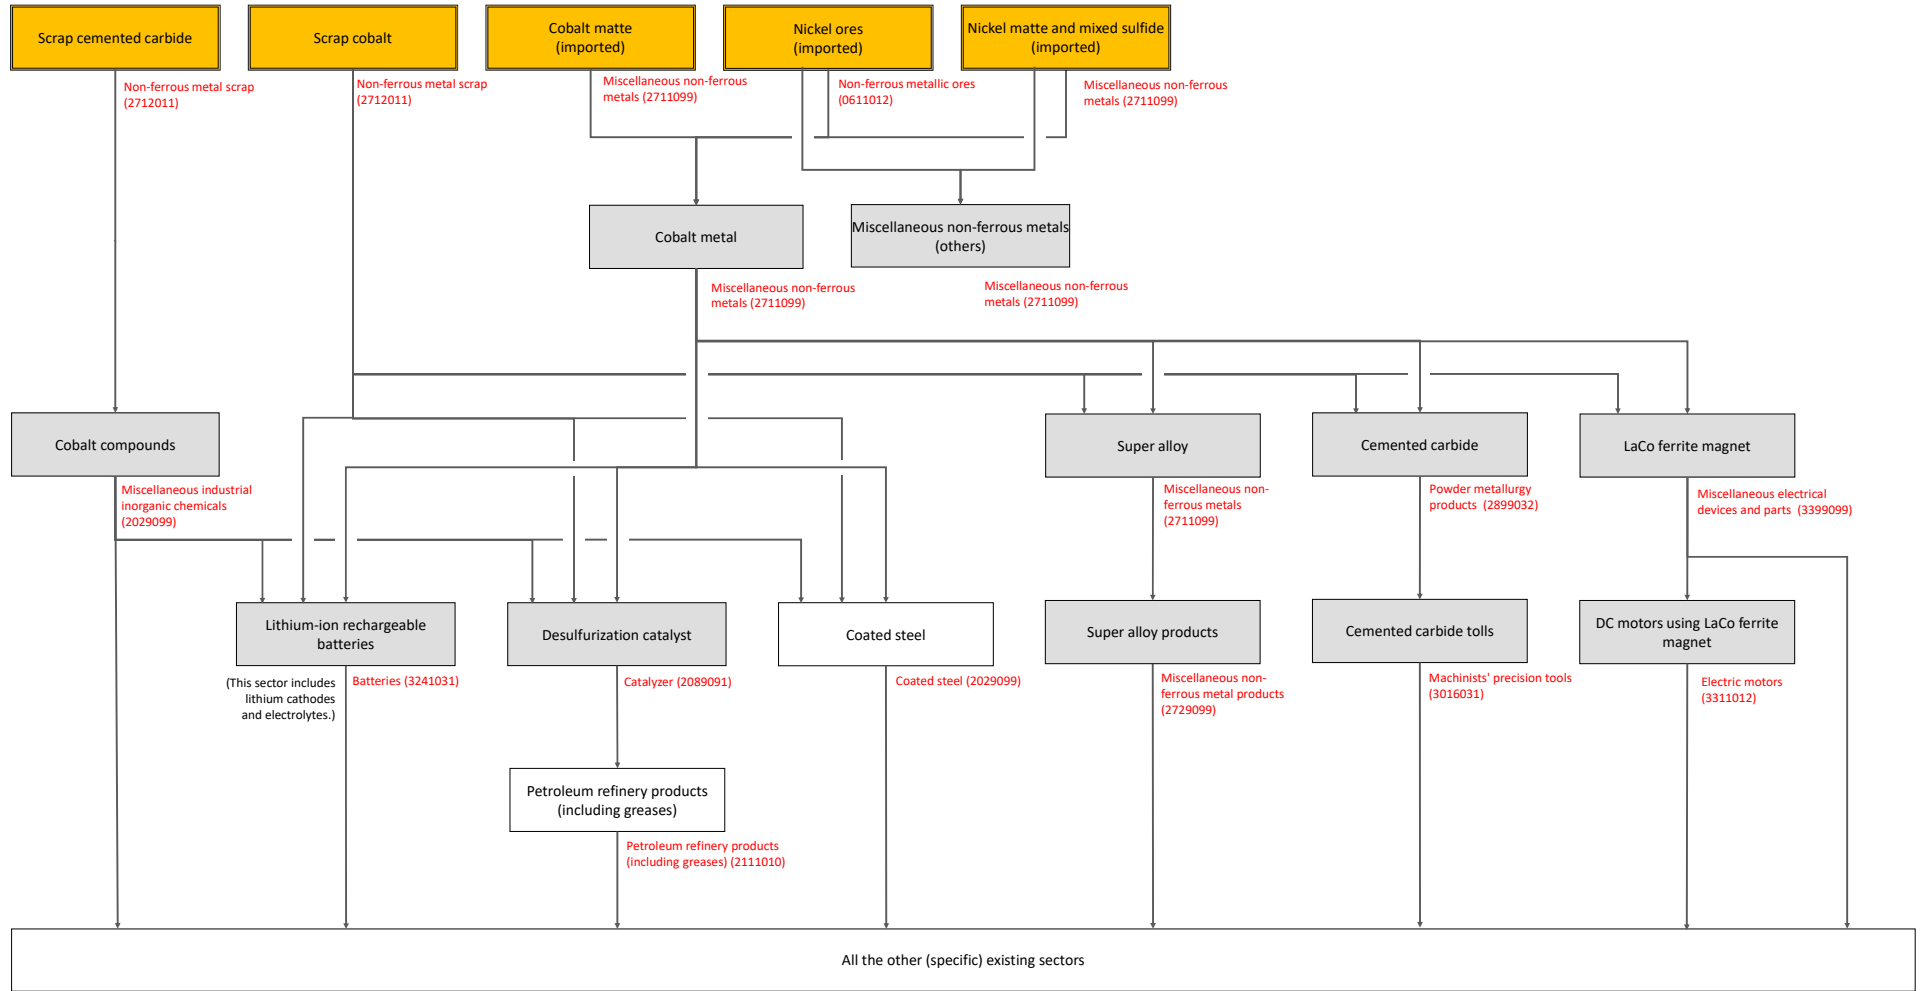 Scrap cemented carbide
Scrap cobalt
Cobalt matte
(imported)
Nickel ores
(imported)
Nickel matte and mixed sulfide
(imported)
Non-ferrous metal scrap
(2712011)
Non-ferrous metal scrap
(2712011)
Miscellaneous non-ferrous
metals (2711099)
Non-ferrous metallic ores
(0611012)
Miscellaneous non-ferrous
metals (2711099)
Cobalt metal
Miscellaneous non-ferrous metals
(others)
Miscellaneous non-ferrous
metals (2711099)
Miscellaneous non-ferrous
metals (2711099)
Cobalt compounds
Super alloy
Cemented carbide
LaCo ferrite magnet
Miscellaneous industrial
inorganic chemicals
(2029099)
Miscellaneous non-
ferrous metals
(2711099)
Powder metallurgy
products (2899032)
Miscellaneous electrical
devices and parts (3399099)
Lithium-ion rechargeable
batteries
Desulfurization catalyst
Coated steel
Super alloy products
Cemented carbide tolls
DC motors using LaCo ferrite
magnet
(This sector includes
lithium cathodes
and electrolytes.)
Batteries (3241031)
Catalyzer (2089091)
Coated steel (2029099)
Miscellaneous non-
ferrous metal products
(2729099)
Machinists' precision tools
(3016031)
Electric motors
(3311012)
Petroleum refinery products
(including greases)
Petroleum refinery products
(including greases) (2111010)
All the other (specific) existing sectors